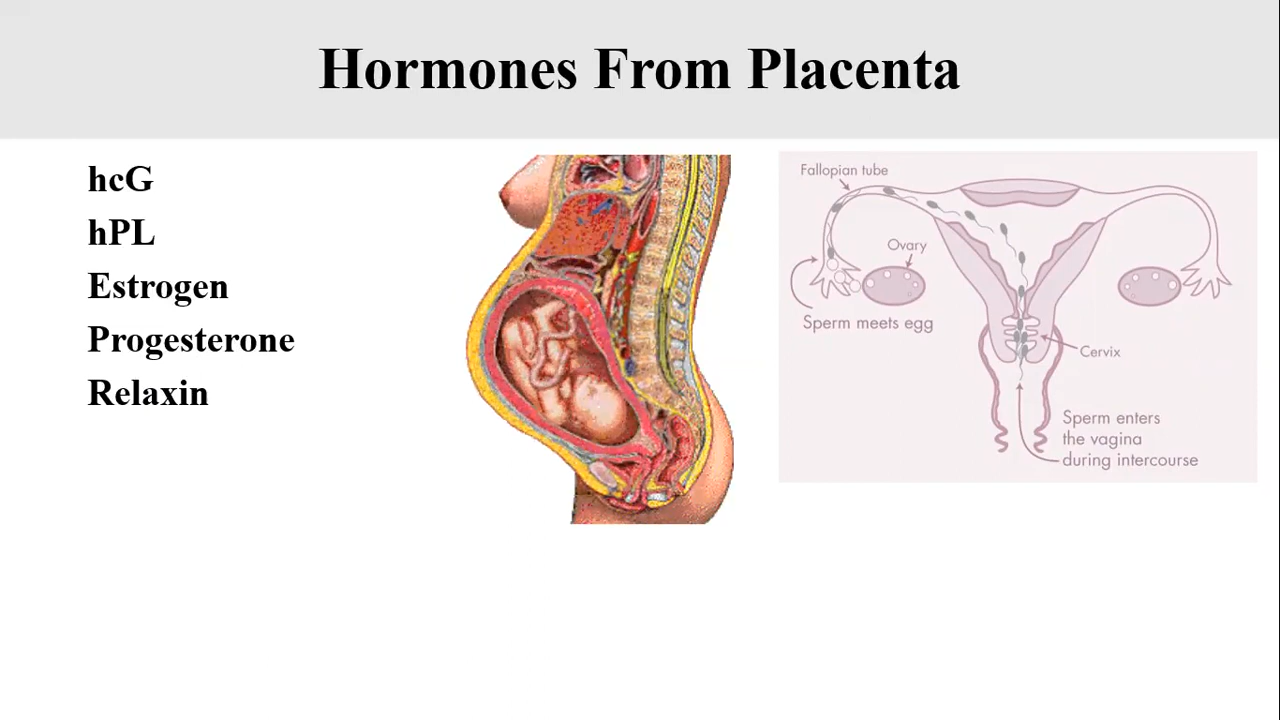 Hormones From Placenta
hcG
hPL
Estrogen
Progesterone
Relaxin
Fallopian tube
Ovary
Sperm meets egg
Cervix
Sperm enters
the vagina
during intercourse